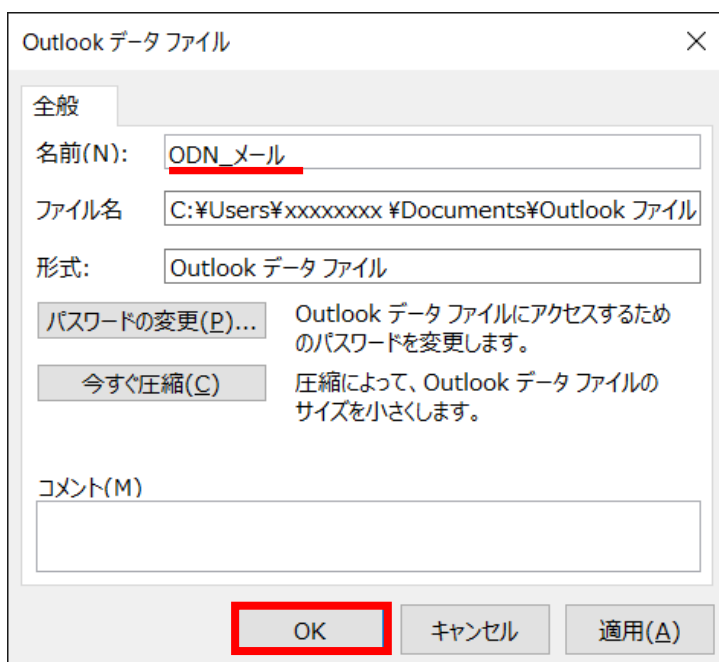 Outlook データ ファイル
全般
名前(N): ODN_メール
ファイル名 C:¥Users¥xxxxxxxx ¥Documents¥Outlook ファイル
形式: Outlook データ ファイル
パスワードの変更(P)... Outlook データ ファイルにアクセスするため
のパスワードを変更します。
今すぐ圧縮(C) 圧縮によって、Outlook データ ファイルの
サイズを小さくします。
コメント(M)
OK キャンセル 適用(A)